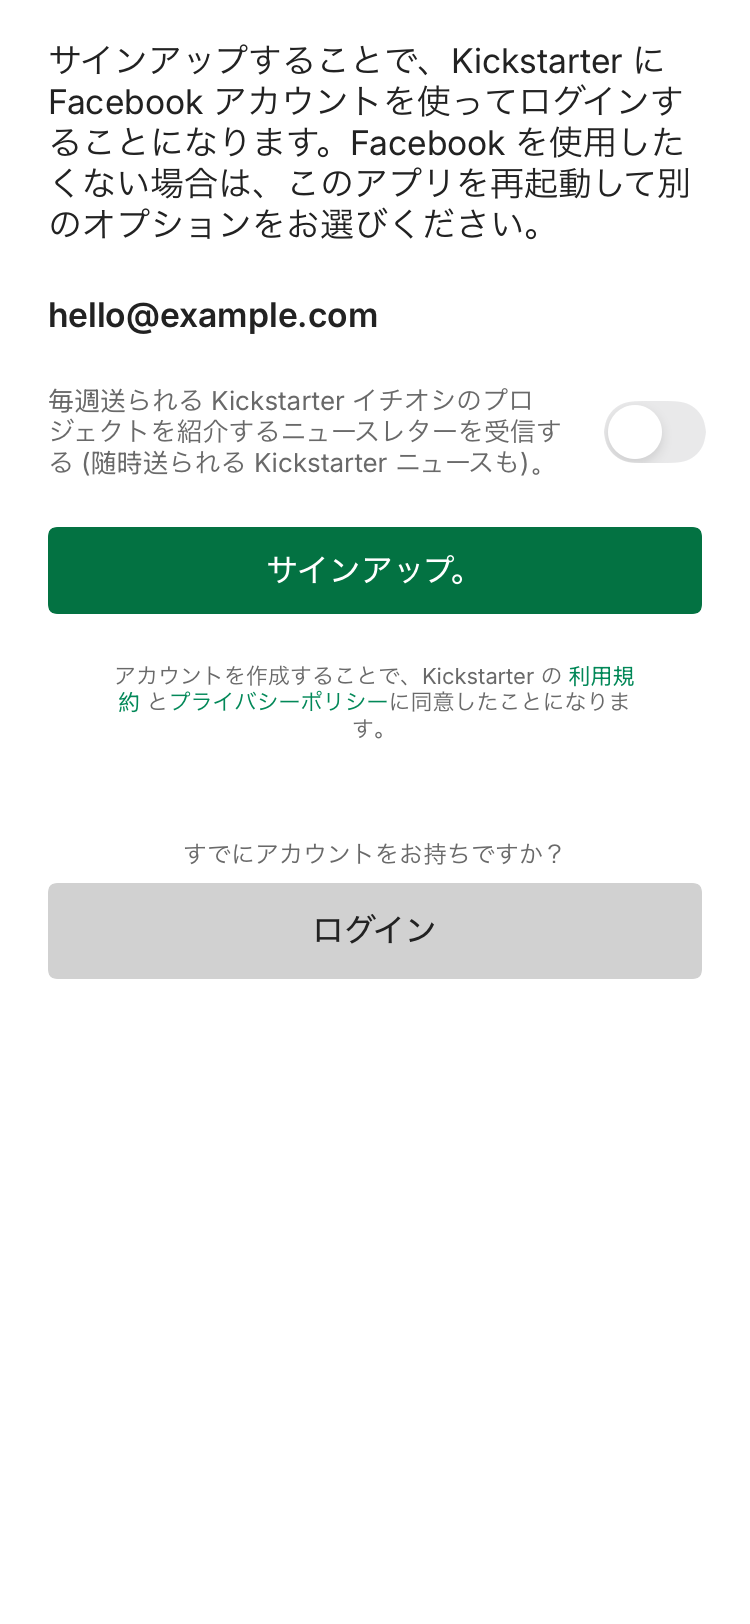 サインアップすることで、Kickstarter に
Facebook アカウントを使ってログインす
ることになります。Facebook を使用した
くない場合は、このアプリを再起動して別
のオプションをお選びください。
hello@example.com
毎週送られる Kickstarter イチオシのプロ
ジェクトを紹介するニュースレターを受信す
る (随時送られる Kickstarter ニュースも)。
サインアップ。
アカウントを作成することで、Kickstarter の 利用規
約 とプライバシーポリシーに同意したことになりま
す。
すでにアカウントをお持ちですか？
ログイン